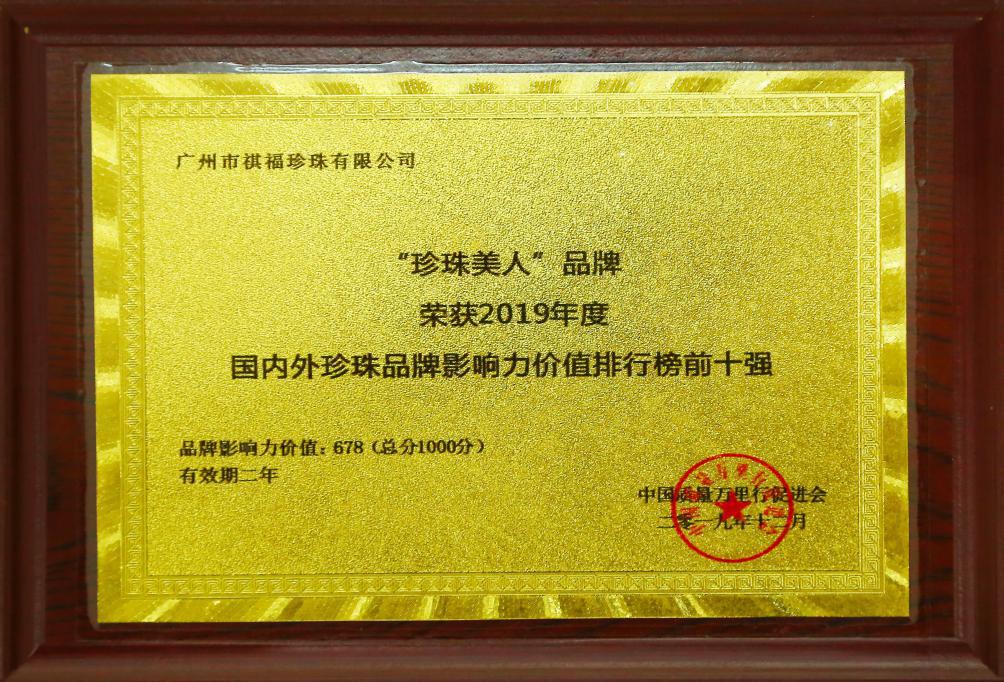 广州市祺福珍珠有限公司
“珍珠美人”品牌
荣获2019年度
国内外珍珠品牌影响力价值排行榜前十强
品牌影响力价值：678（总分1000分）
有效期二年
中国质量万里行促进会
二零一九年十二月